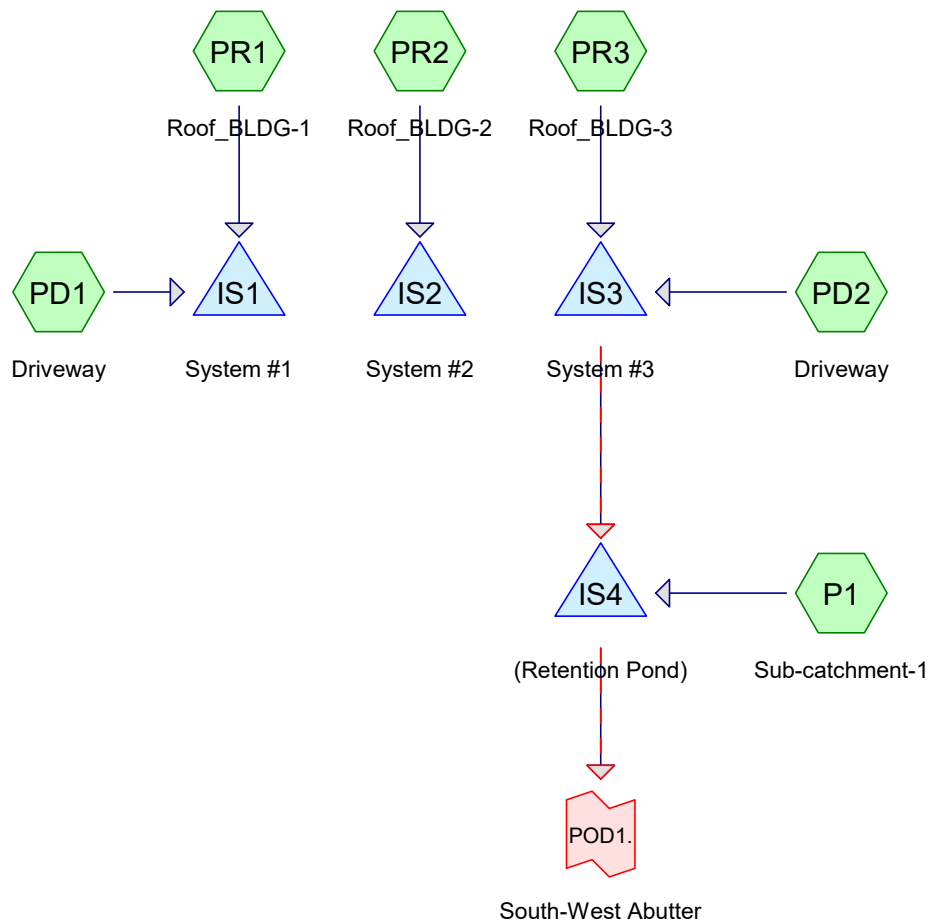 PR1
PR2
PR3
Roof_BLDG-1
Roof_BLDG-2
Roof_BLDG-3
PD1
IS1
IS2
IS3
PD2
Driveway
System #1
System #2
System #3
Driveway
IS4
P1
(Retention Pond)
Sub-catchment-1
POD1.
South-West Abutter